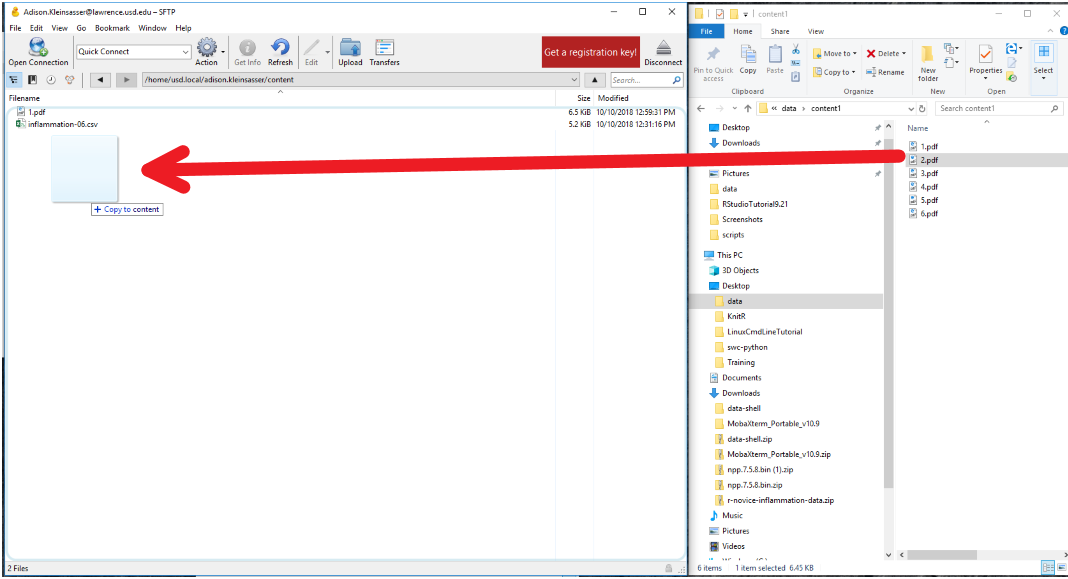 Adison.Kleinsasser@lawrence.usd.edu – SFTP
File Edit View Go Bookmark Window Help
Open Connection
Quick Connect
Action
Get Info
Refresh
Edit
Upload
Transfers
Get a registration key!
Disconnect
/home/usd.local/adison.kleinsasser/content
Search...
Filename Size Modified
1.pdf 6.5 KiB 10/10/2018 12:59:31 PM
inflammation-06.csv 5.2 KiB 10/10/2018 12:31:16 PM
+ Copy to content
2 Files
content1
File Home Share View
Pin to Quick access
Copy
Paste
Move to
Copy to
Delete
Rename
New folder
Properties
Select
Clipboard Organize New Open
« data › content1
Search content1
Desktop
Downloads
Pictures
data
RStudioTutorial9.21
Screenshots
scripts
This PC
3D Objects
Desktop
data
KnitR
LinuxCmdLineTutorial
swc-python
Training
Documents
Downloads
data-shell
MobaXterm_Portable_v10.9
data-shell.zip
MobaXterm_Portable_v10.9.zip
npp.7.5.8.bin (1).zip
npp.7.5.8.bin.zip
r-novice-inflammation-data.zip
Music
Pictures
Videos
Name
1.pdf
2.pdf
3.pdf
4.pdf
5.pdf
6.pdf
6 items 1 item selected 6.45 KB